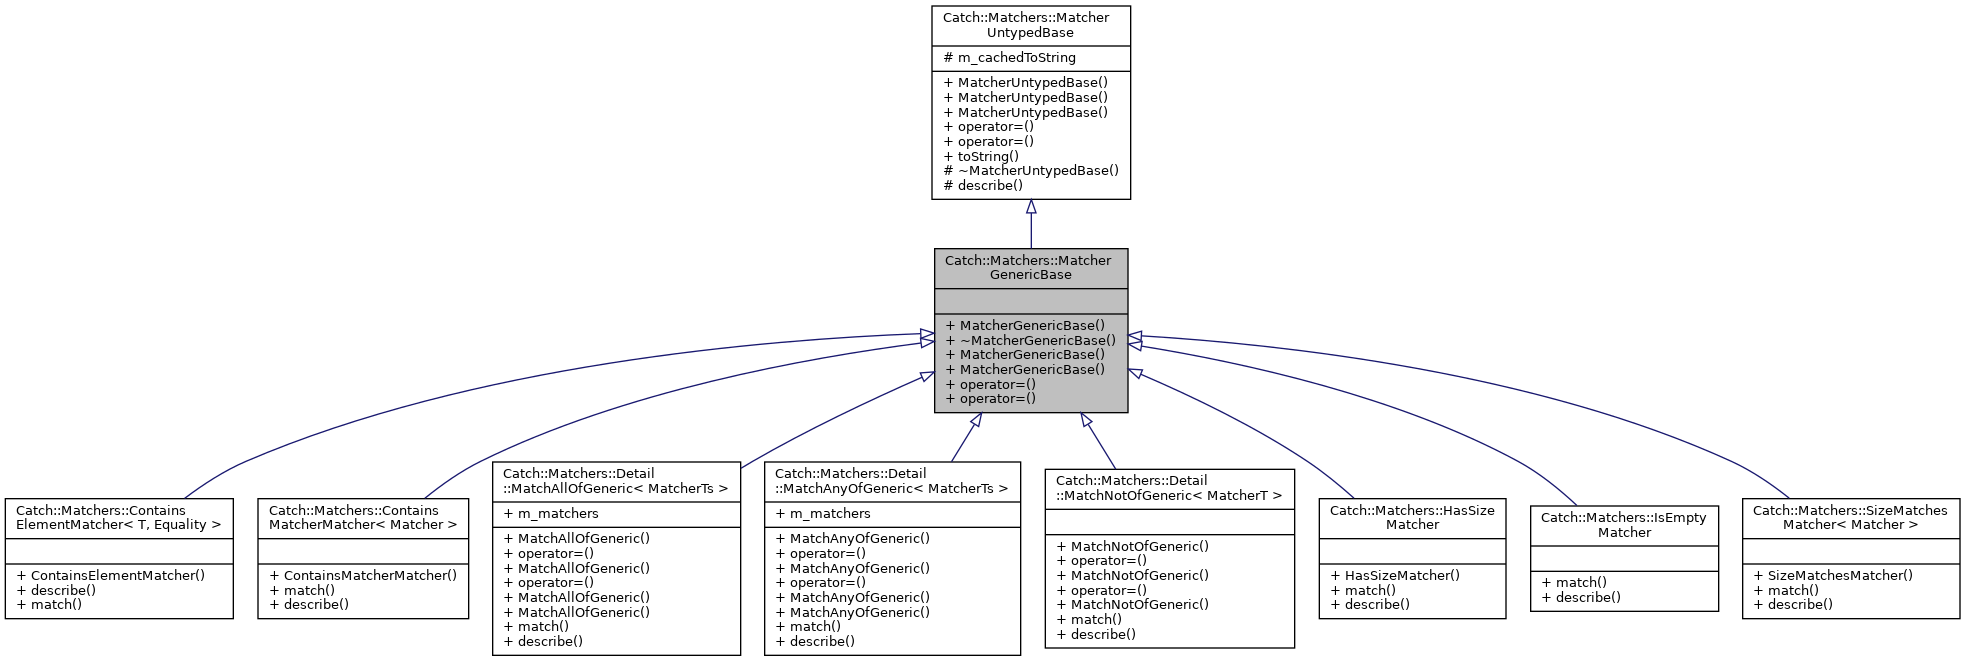 Catch::Matchers::Matcher
UntypedBase
# m_cachedToString
+ MatcherUntypedBase()
+ MatcherUntypedBase()
+ MatcherUntypedBase()
+ operator=()
+ operator=()
+ toString()
# ~MatcherUntypedBase()
# describe()
Catch::Matchers::Matcher
GenericBase
+ MatcherGenericBase()
+ ~MatcherGenericBase()
+ MatcherGenericBase()
+ MatcherGenericBase()
+ operator=()
+ operator=()
Catch::Matchers::Contains
ElementMatcher< T, Equality >
+ ContainsElementMatcher()
+ describe()
+ match()
Catch::Matchers::Contains
MatcherMatcher< Matcher >
+ ContainsMatcherMatcher()
+ match()
+ describe()
Catch::Matchers::Detail
::MatchAllOfGeneric< MatcherTs >
+ m_matchers
+ MatchAllOfGeneric()
+ operator=()
+ MatchAllOfGeneric()
+ operator=()
+ MatchAllOfGeneric()
+ MatchAllOfGeneric()
+ match()
+ describe()
Catch::Matchers::Detail
::MatchAnyOfGeneric< MatcherTs >
+ m_matchers
+ MatchAnyOfGeneric()
+ operator=()
+ MatchAnyOfGeneric()
+ operator=()
+ MatchAnyOfGeneric()
+ MatchAnyOfGeneric()
+ match()
+ describe()
Catch::Matchers::Detail
::MatchNotOfGeneric< MatcherT >
+ MatchNotOfGeneric()
+ operator=()
+ MatchNotOfGeneric()
+ operator=()
+ MatchNotOfGeneric()
+ match()
+ describe()
Catch::Matchers::HasSize
Matcher
+ HasSizeMatcher()
+ match()
+ describe()
Catch::Matchers::IsEmpty
Matcher
+ match()
+ describe()
Catch::Matchers::SizeMatches
Matcher< Matcher >
+ SizeMatchesMatcher()
+ match()
+ describe()